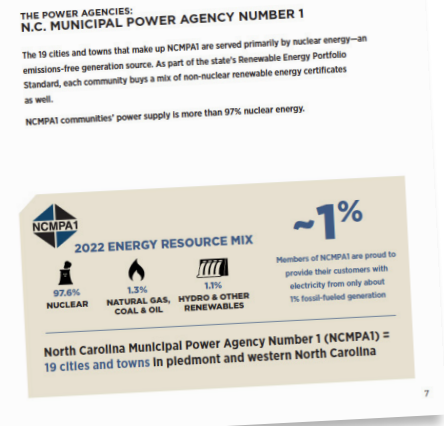 THE POWER AGENCIES:
N.C. MUNICIPAL POWER AGENCY NUMBER 1
The 19 cities and towns that make up NCMPA1 are served primarily by nuclear energy—an
emissions-free generation source. As part of the state's Renewable Energy Portfolio
Standard, each community buys a mix of non-nuclear renewable energy certificates
as well.
NCMPA1 communities' power supply is more than 97% nuclear energy.
NCMPA1
2022 ENERGY RESOURCE MIX
97.6%
NUCLEAR
1.3%
NATURAL GAS,
COAL & OIL
1.1%
HYDRO & OTHER
RENEWABLES
~1%
Members of NCMPA1 are proud to
provide their customers with
electricity from only about
1% fossil-fueled generation
North Carolina Municipal Power Agency Number 1 (NCMPA1) =
19 cities and towns in piedmont and western North Carolina
7